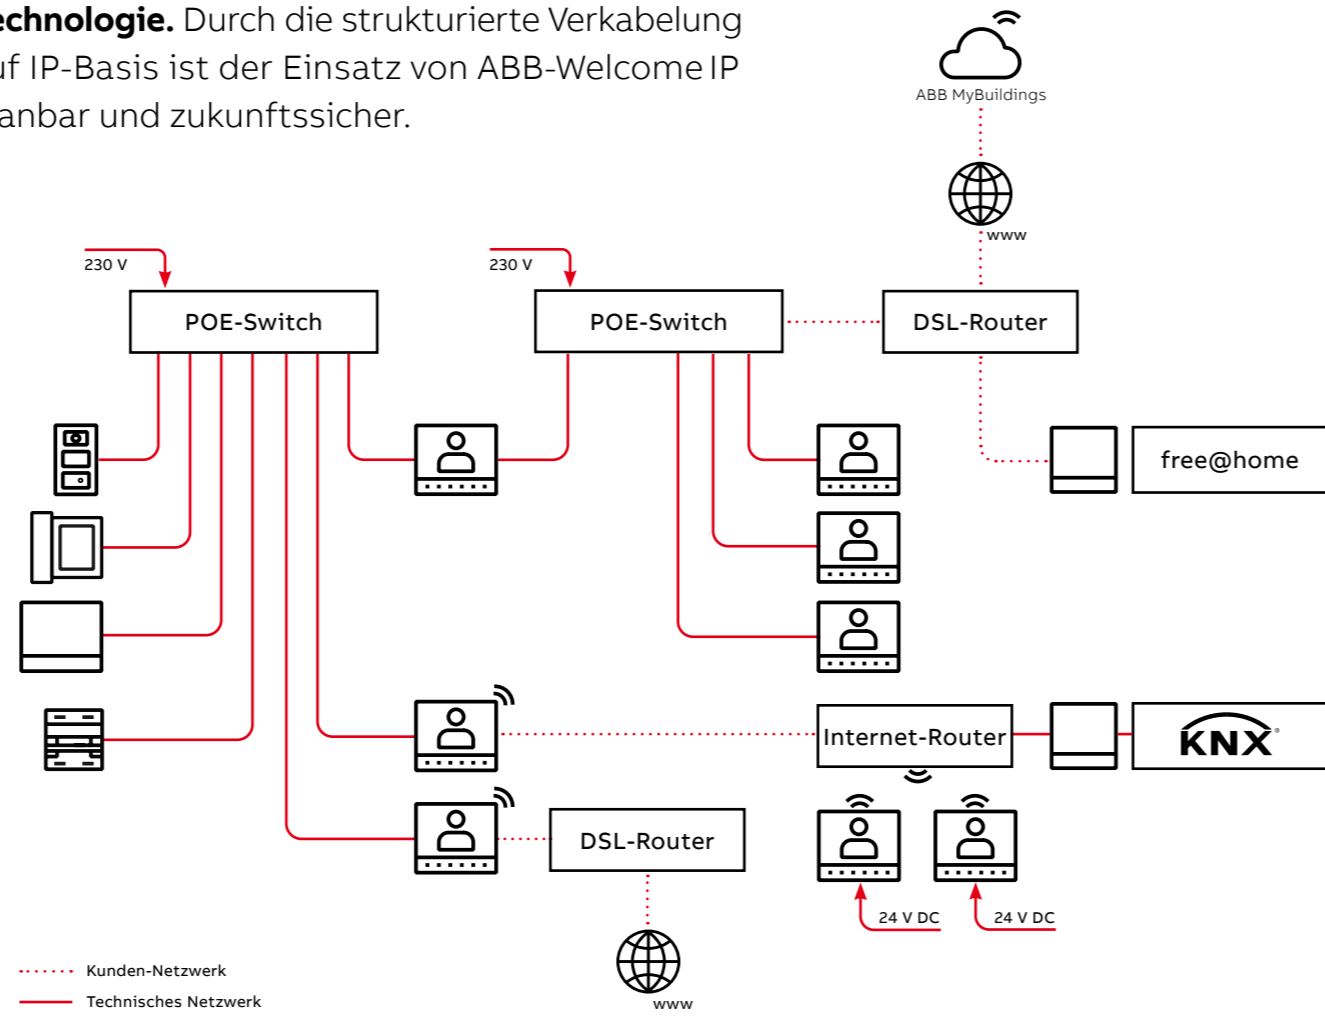 echnologie. Durch die strukturierte Verkabelung
uf IP-Basis ist der Einsatz von ABB-Welcome IP
anbar und zukunftssicher.
ABB MyBuildings
www
230 V
230 V
POE-Switch
POE-Switch
DSL-Router
free@home
Internet-Router
KNX®
DSL-Router
24 V DC
24 V DC
www
Kunden-Netzwerk
Technisches Netzwerk